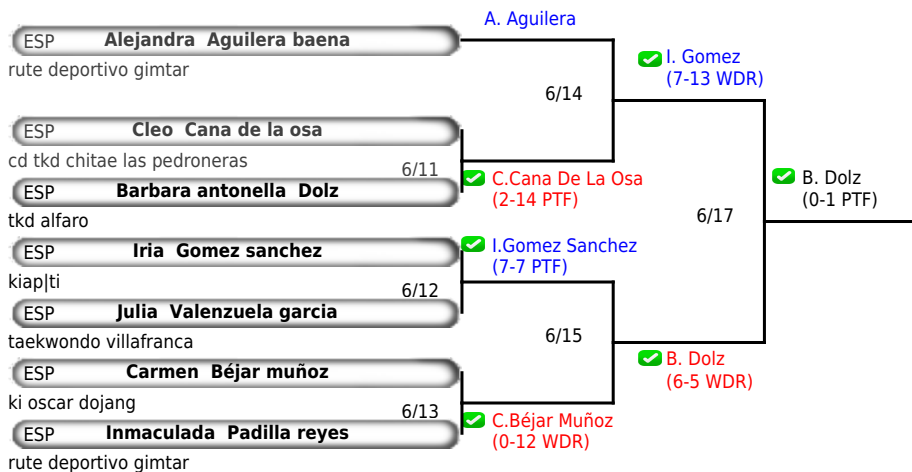 A. Aguilera
ESP Alejandra Aguilera baena
rute deportivo gimtar
I. Gomez
(7-13 WDR)
6/14
ESP Cleo Cana de la osa
cd tkd chitae las pedroneras
6/11
ESP Barbara antonella Dolz
C.Cana De La Osa
(2-14 PTF)
B. Dolz
(0-1 PTF)
tkd alfaro
6/17
ESP Iria Gomez sanchez
I.Gomez Sanchez
(7-7 PTF)
kiap|ti
6/12
ESP Julia Valenzuela garcia
taekwondo villafranca
6/15
ESP Carmen Béjar muñoz
B. Dolz
(6-5 WDR)
ki oscar dojang
6/13
ESP Inmaculada Padilla reyes
C.Béjar Muñoz
(0-12 WDR)
rute deportivo gimtar